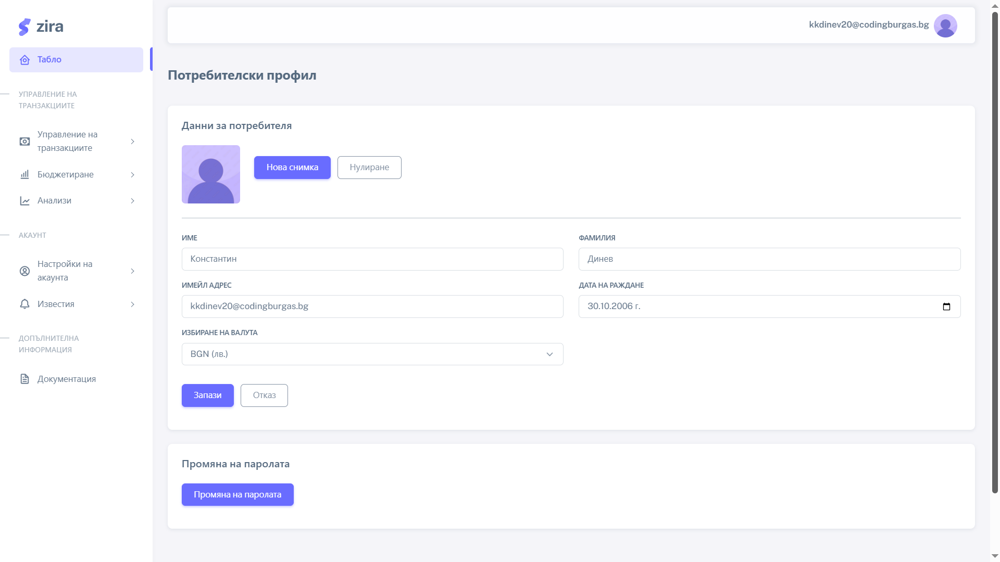 zira
Табло
УПРАВЛЕНИЕ НА
ТРАНЗАКЦИИТЕ
Управление на
транзакциите
Бюджетиране
Анализи
АКАУНТ
Настройки на
акаунта
Известия
ДОПЪЛНИТЕЛНА
ИНФОРМАЦИЯ
Документация
kkdinev20@codingburgas.bg
Потребителски профил
Данни за потребителя
Нова снимка
Нулиране
ИМЕ
Константин
ФАМИЛИЯ
Динев
ИМЕЙЛ АДРЕС
kkdinev20@codingburgas.bg
ДАТА НА РАЖДАНЕ
30.10.2006 г.
ИЗБИРАНЕ НА ВАЛУТА
BGN (лв.)
Запази
Отказ
Промяна на паролата
Промяна на паролата